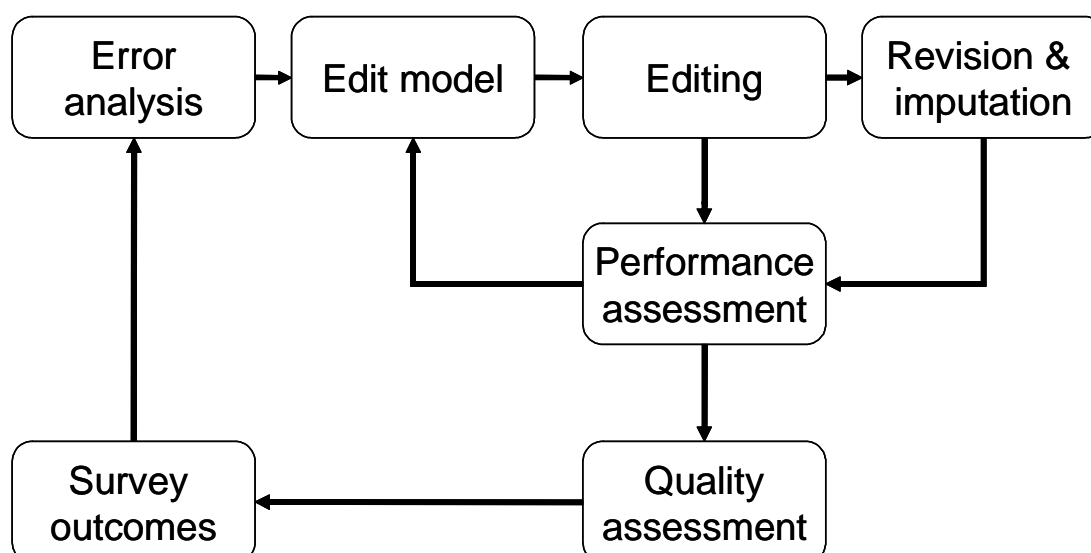 Error
analysis
Edit model
Editing
Revision &
imputation
Performance
assessment
Survey
outcomes
Quality
assessment